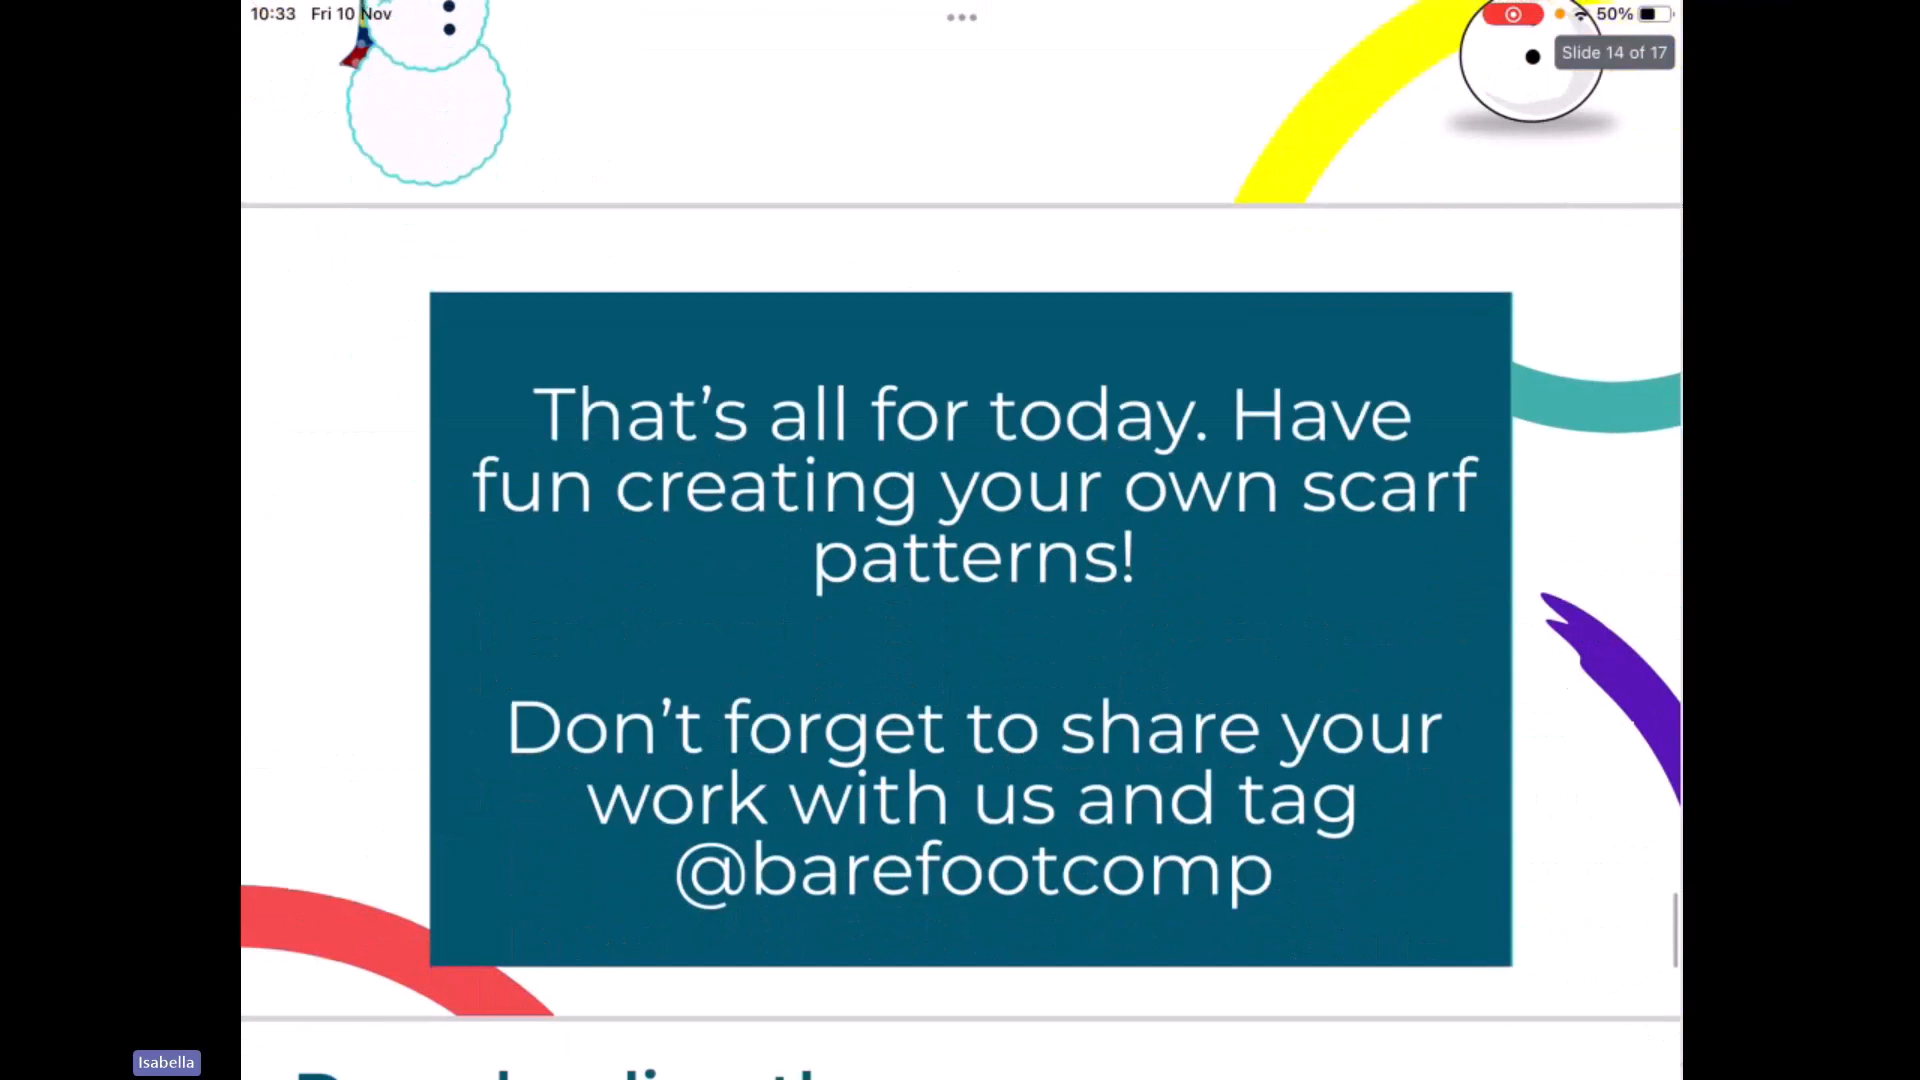 10:33 Fri 10 Nov
50%
Slide 14 of 17
That’s all for today. Have
fun creating your own scarf
patterns!
Don’t forget to share your
work with us and tag
@barefootcomp
Isabella